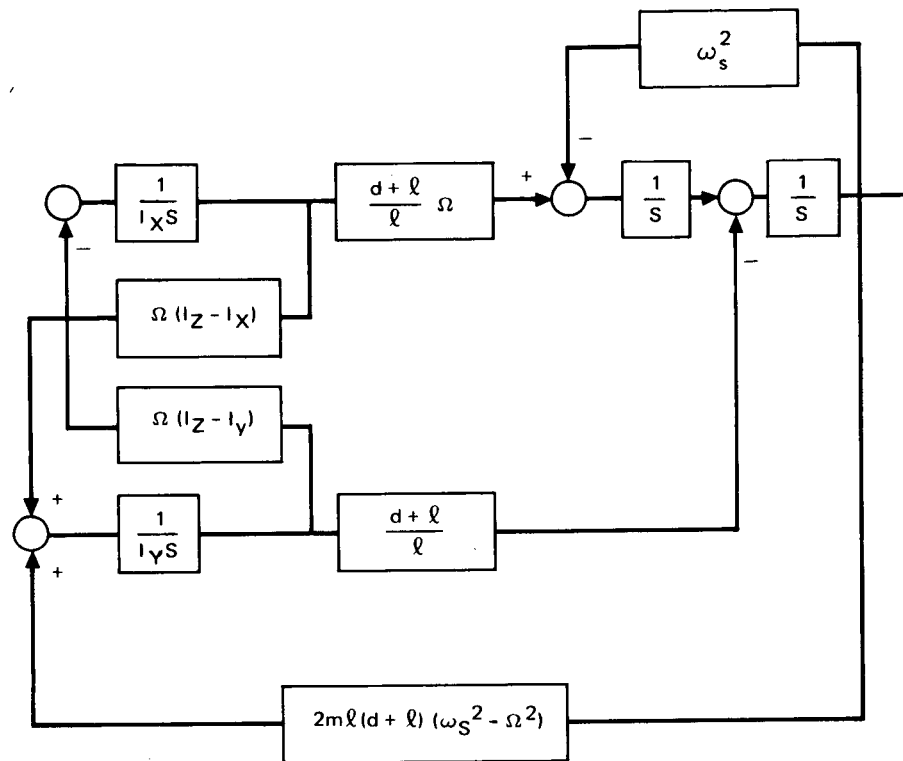 ω_s^2
−
1/(I_X S)
(d + ℓ)/ℓ Ω
+
1/S
1/S
−
−
Ω (I_Z − I_X)
Ω (I_Z − I_y)
+
1/(I_Y S)
(d + ℓ)/ℓ
+
2mℓ(d + ℓ) (ω_S^2 − Ω^2)